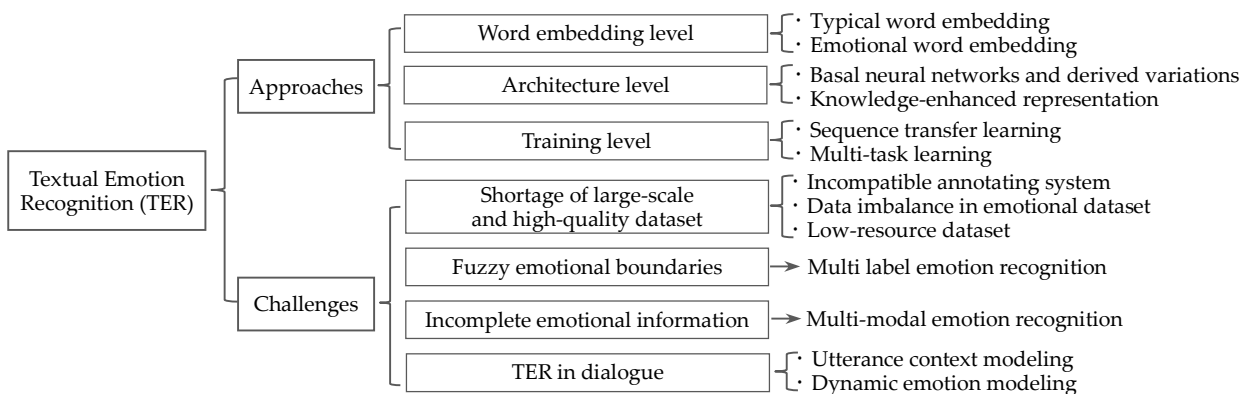 Textual Emotion
Recognition (TER)
Approaches
Word embedding level
· Typical word embedding
· Emotional word embedding
Architecture level
· Basal neural networks and derived variations
· Knowledge-enhanced representation
Training level
· Sequence transfer learning
· Multi-task learning
Challenges
Shortage of large-scale
and high-quality dataset
· Incompatible annotating system
· Data imbalance in emotional dataset
· Low-resource dataset
Fuzzy emotional boundaries
Multi label emotion recognition
Incomplete emotional information
Multi-modal emotion recognition
TER in dialogue
· Utterance context modeling
· Dynamic emotion modeling